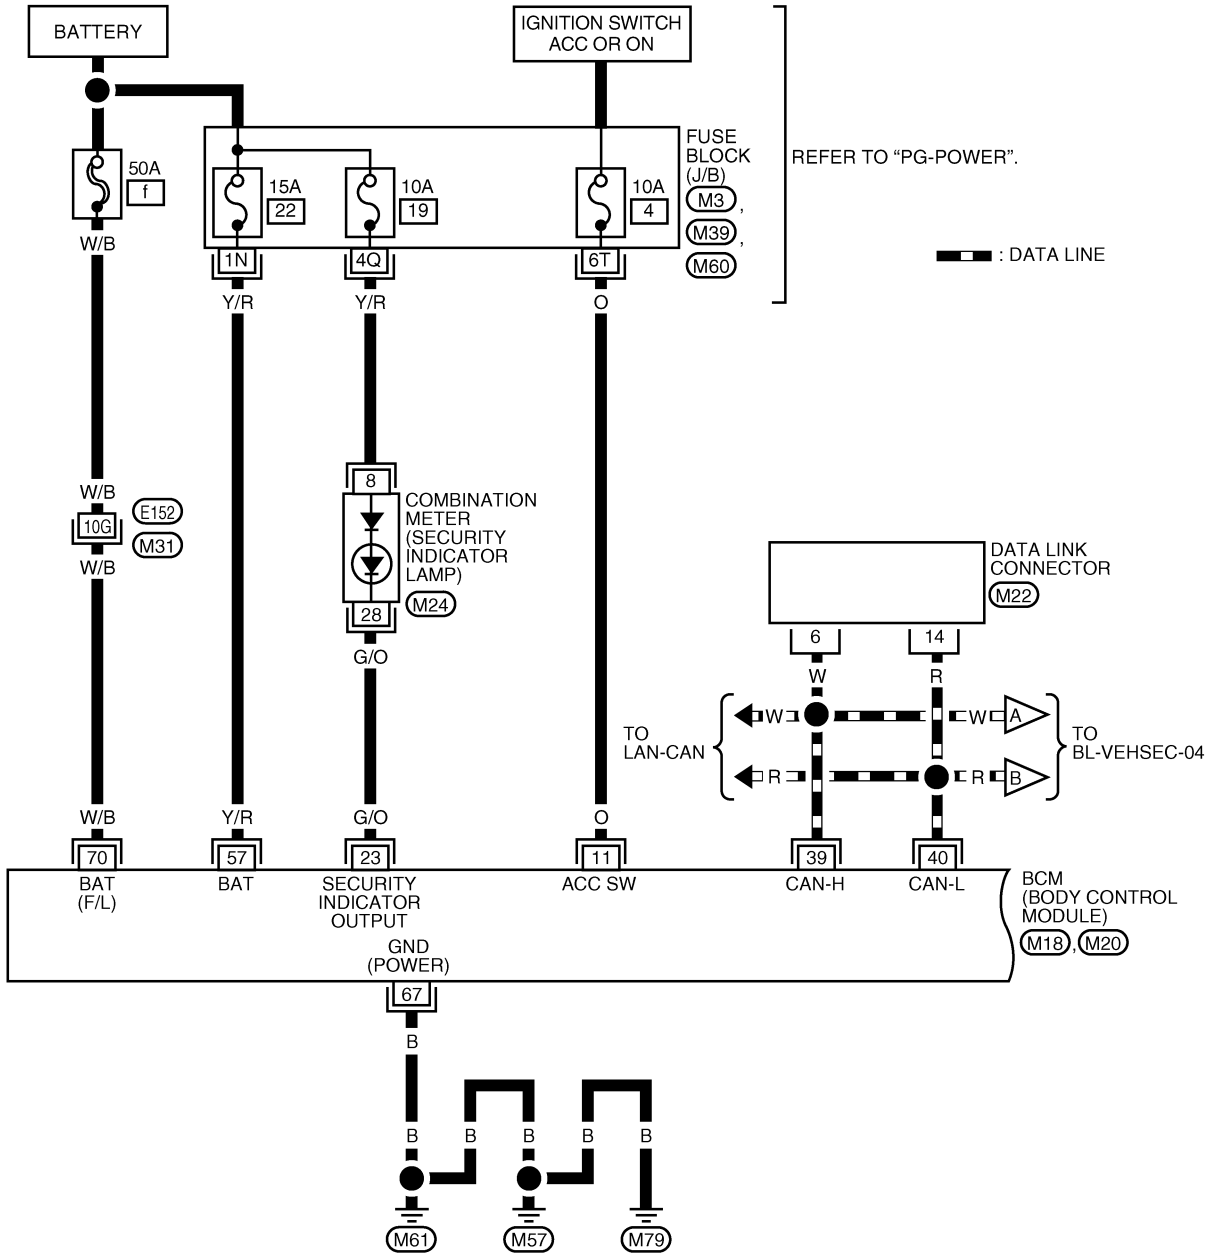 BATTERY
IGNITION SWITCH
ACC OR ON
REFER TO “PG-POWER”.
FUSE
BLOCK
(J/B)
M3 ,
M39 ,
M60
50A
f
15A
22
10A
19
10A
4
: DATA LINE
W/B
1N
4Q
6T
Y/R
Y/R
O
W/B
10G
W/B
E152
M31
8
COMBINATION
METER
(SECURITY
INDICATOR
LAMP)
M24
28
G/O
DATA LINK
CONNECTOR
M22
6
14
W
R
TO
LAN-CAN
W
W
A
R
R
B
TO
BL-VEHSEC-04
W/B
Y/R
G/O
O
70
57
23
11
39
40
BAT
(F/L)
BAT
SECURITY
INDICATOR
OUTPUT
ACC SW
CAN-H
CAN-L
BCM
(BODY CONTROL
MODULE)
M18 , M20
GND
(POWER)
67
B
B
B
B
B
B
M61
M57
M79